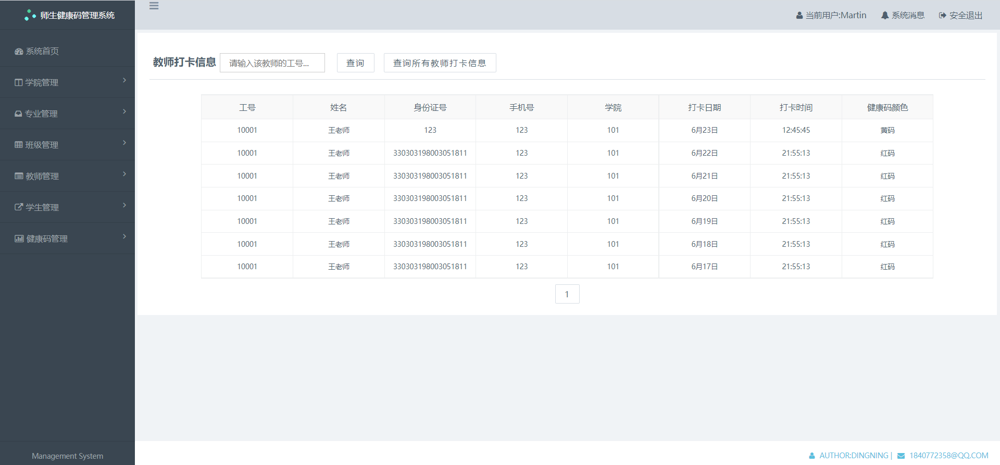 师生健康码管理系统
当前用户:Martin 系统消息 安全退出
系统首页
学院管理
专业管理
班级管理
教师管理
学生管理
健康码管理
Management System
教师打卡信息 请输入该教师的工号... 查询 查询所有教师打卡信息
工号 姓名 身份证号 手机号 学院 打卡日期 打卡时间 健康码颜色
10001 王老师 123 123 101 6月23日 12:45:45 黄码
10001 王老师 330303198003051811 123 101 6月22日 21:55:13 红码
10001 王老师 330303198003051811 123 101 6月21日 21:55:13 红码
10001 王老师 330303198003051811 123 101 6月20日 21:55:13 红码
10001 王老师 330303198003051811 123 101 6月19日 21:55:13 红码
10001 王老师 330303198003051811 123 101 6月18日 21:55:13 红码
10001 王老师 330303198003051811 123 101 6月17日 21:55:13 红码
1
AUTHOR:DINGNING | 1840772358@QQ.COM